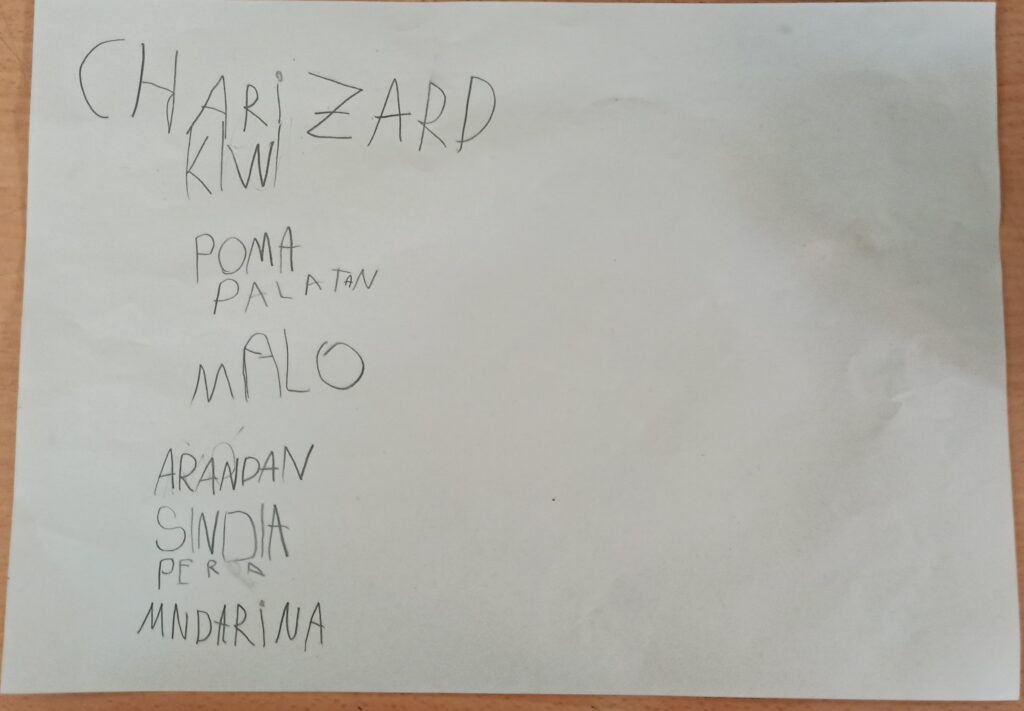 CHARiZARD
KIWI
POMA
PALATAN
MALO
ARANDAN
SINDIA
PERA
MNDARiNA